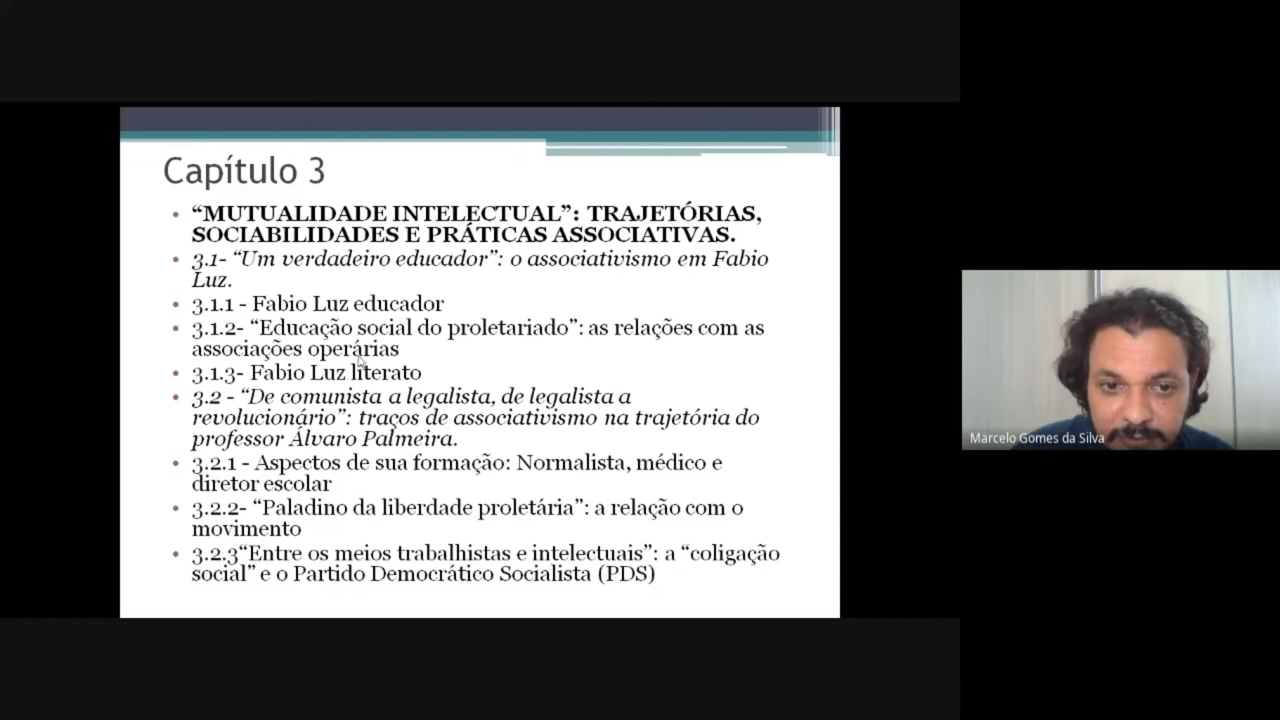 Capítulo 3
• “MUTUALIDADE INTELECTUAL”: TRAJETÓRIAS,
SOCIABILIDADES E PRÁTICAS ASSOCIATIVAS.
• 3.1- “Um verdadeiro educador”: o associativismo em Fabio
Luz.
• 3.1.1 - Fabio Luz educador
• 3.1.2- “Educação social do proletariado”: as relações com as
associações operárias
• 3.1.3- Fabio Luz literato
• 3.2 - “De comunista a legalista, de legalista a
revolucionário”: traços de associativismo na trajetória do
professor Álvaro Palmeira.
• 3.2.1 - Aspectos de sua formação: Normalista, médico e
diretor escolar
• 3.2.2- “Paladino da liberdade proletária”: a relação com o
movimento
• 3.2.3“Entre os meios trabalhistas e intelectuais”: a “coligação
social” e o Partido Democrático Socialista (PDS)
Marcelo Gomes da Silva